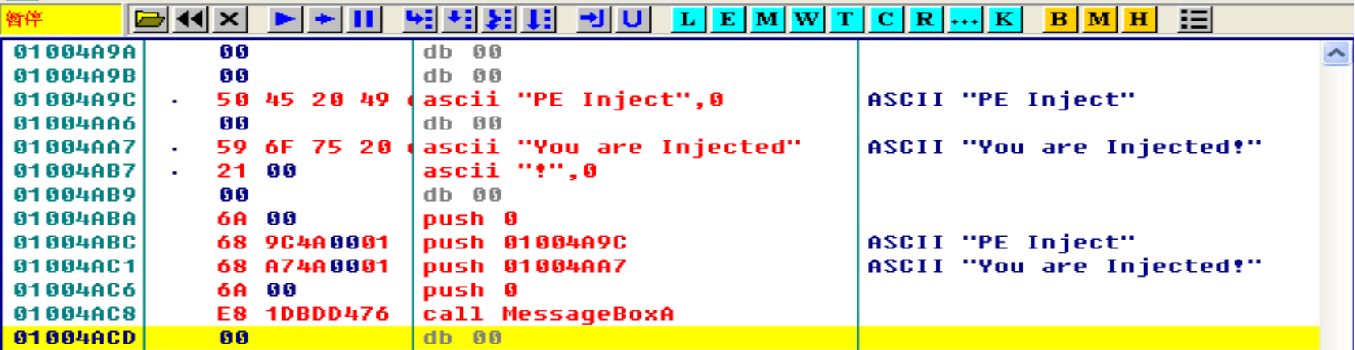 暂停 L E M W T C R ... K B M H
01004A9A 00 db 00
01004A9B 00 db 00
01004A9C · 50 45 20 49 ascii "PE Inject",0 ASCII "PE Inject"
01004AA6 00 db 00
01004AA7 · 59 6F 75 20 ascii "You are Injected" ASCII "You are Injected!"
01004AB7 · 21 00 ascii "!",0
01004AB9 00 db 00
01004ABA 6A 00 push 0
01004ABC 68 9C4A0001 push 01004A9C ASCII "PE Inject"
01004AC1 68 A74A0001 push 01004AA7 ASCII "You are Injected!"
01004AC6 6A 00 push 0
01004AC8 E8 1DBDD476 call MessageBoxA
01004ACD 00 db 00